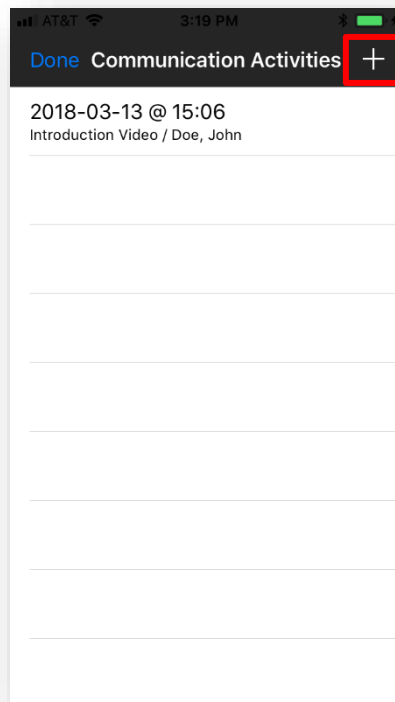 AT&T 3:19 PM
Done Communication Activities +
2018-03-13 @ 15:06
Introduction Video / Doe, John